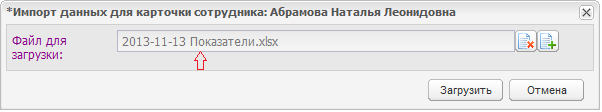 *Импорт данных для карточки сотрудника: Абрамова Наталья Леонидовна
Файл для загрузки:
2013-11-13 Показатели.xlsx
Загрузить
Отмена